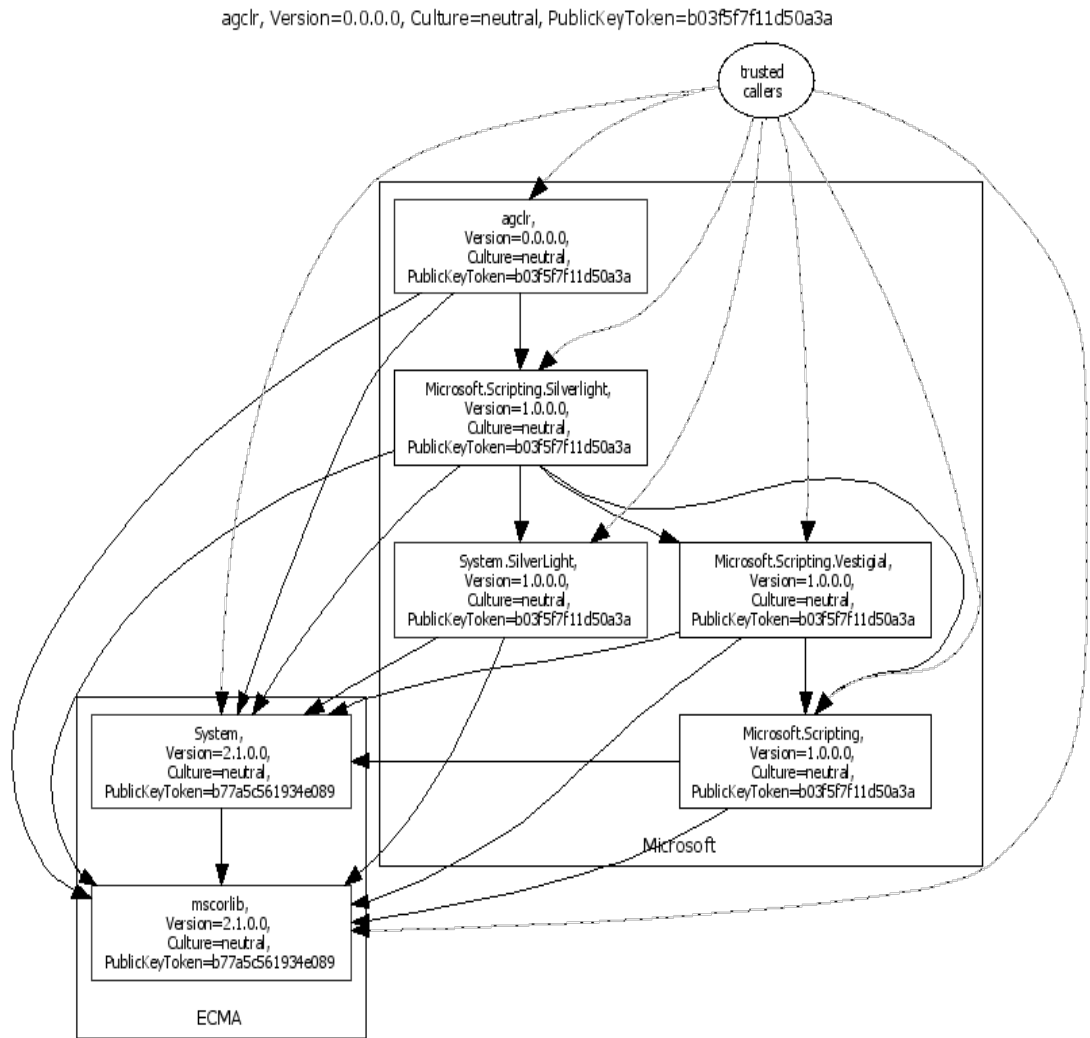 agclr, Version=0.0.0.0, Culture=neutral, PublicKeyToken=b03f5f7f11d50a3a
trusted
callers
agclr,
Version=0.0.0.0,
Culture=neutral,
PublicKeyToken=b03f5f7f11d50a3a
Microsoft.Scripting.Silverlight,
Version=1.0.0.0,
Culture=neutral,
PublicKeyToken=b03f5f7f11d50a3a
System.SilverLight,
Version=1.0.0.0,
Culture=neutral,
PublicKeyToken=b03f5f7f11d50a3a
Microsoft.Scripting.Vestigial,
Version=1.0.0.0,
Culture=neutral,
PublicKeyToken=b03f5f7f11d50a3a
System,
Version=2.1.0.0,
Culture=neutral,
PublicKeyToken=b77a5c561934e089
Microsoft.Scripting,
Version=1.0.0.0,
Culture=neutral,
PublicKeyToken=b03f5f7f11d50a3a
Microsoft
mscorlib,
Version=2.1.0.0,
Culture=neutral,
PublicKeyToken=b77a5c561934e089
ECMA